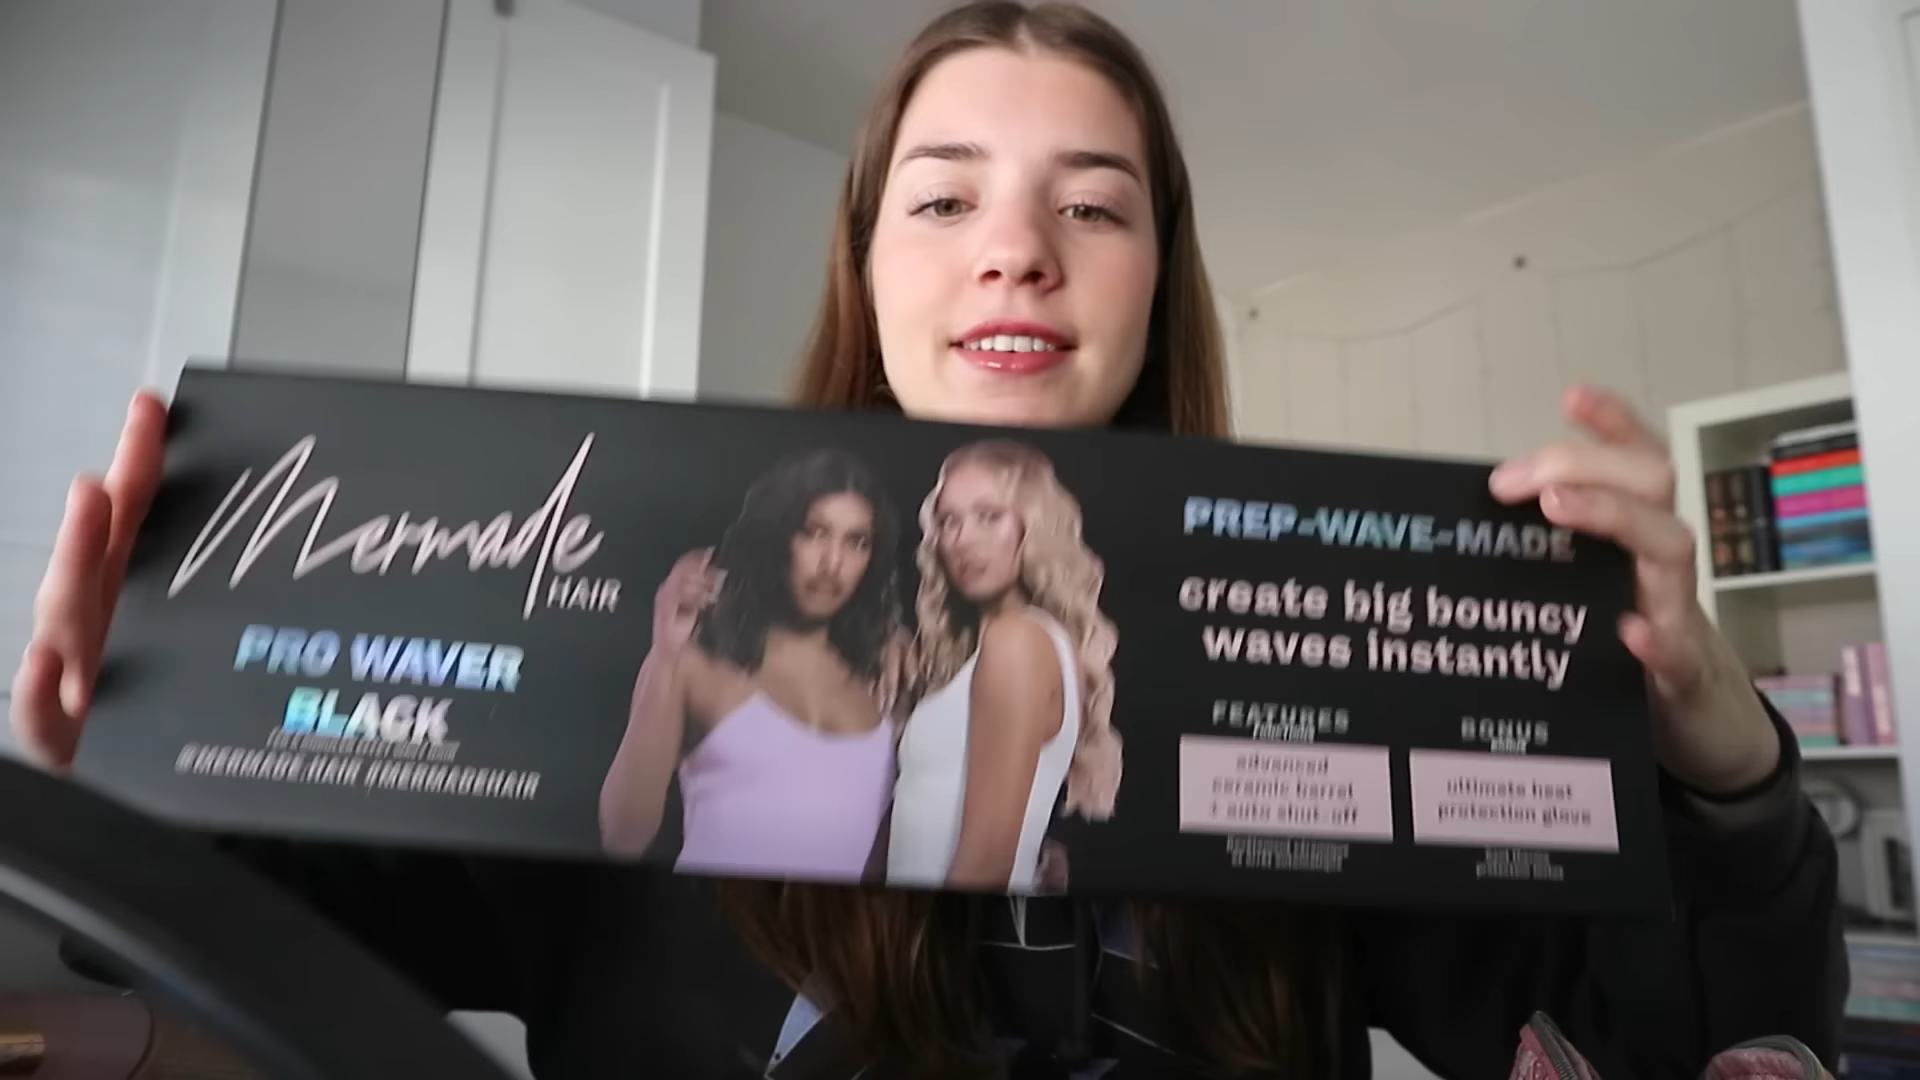 Mermade
HAIR
PRO WAVER
BLACK
@MERMADE.HAIR #MERMADEHAIR
PREP-WAVE-MADE
create big bouncy
waves instantly
FEATURES
advanced
ceramic barrel
+ auto shut-off
BONUS
ultimate heat
protection glove